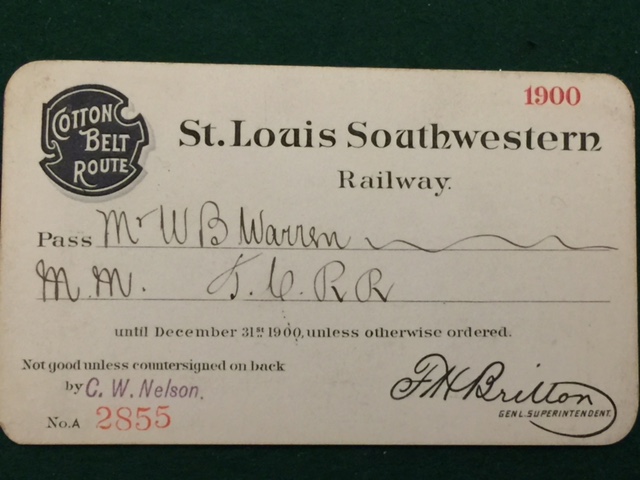 1900
COTTON
BELT
ROUTE
St. Louis Southwestern
Railway.
Pass Mr W B Warren
M. M. T. C. R R
until December 31st 1900, unless otherwise ordered.
Not good unless countersigned on back
by C. W. Nelson.
F H Britton
GEN'L. SUPERINTENDENT.
No. A 2855